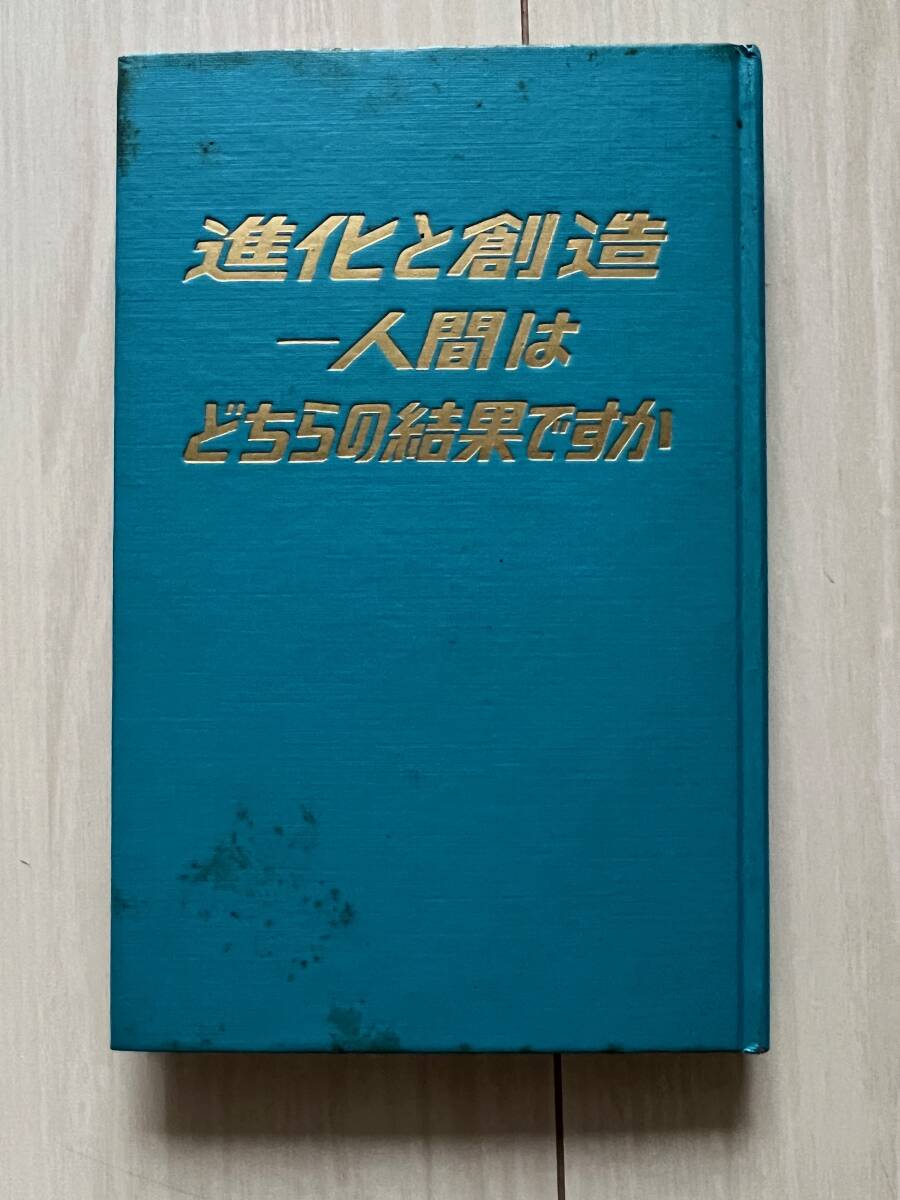 進化と創造
―人間は
どちらの結果ですか